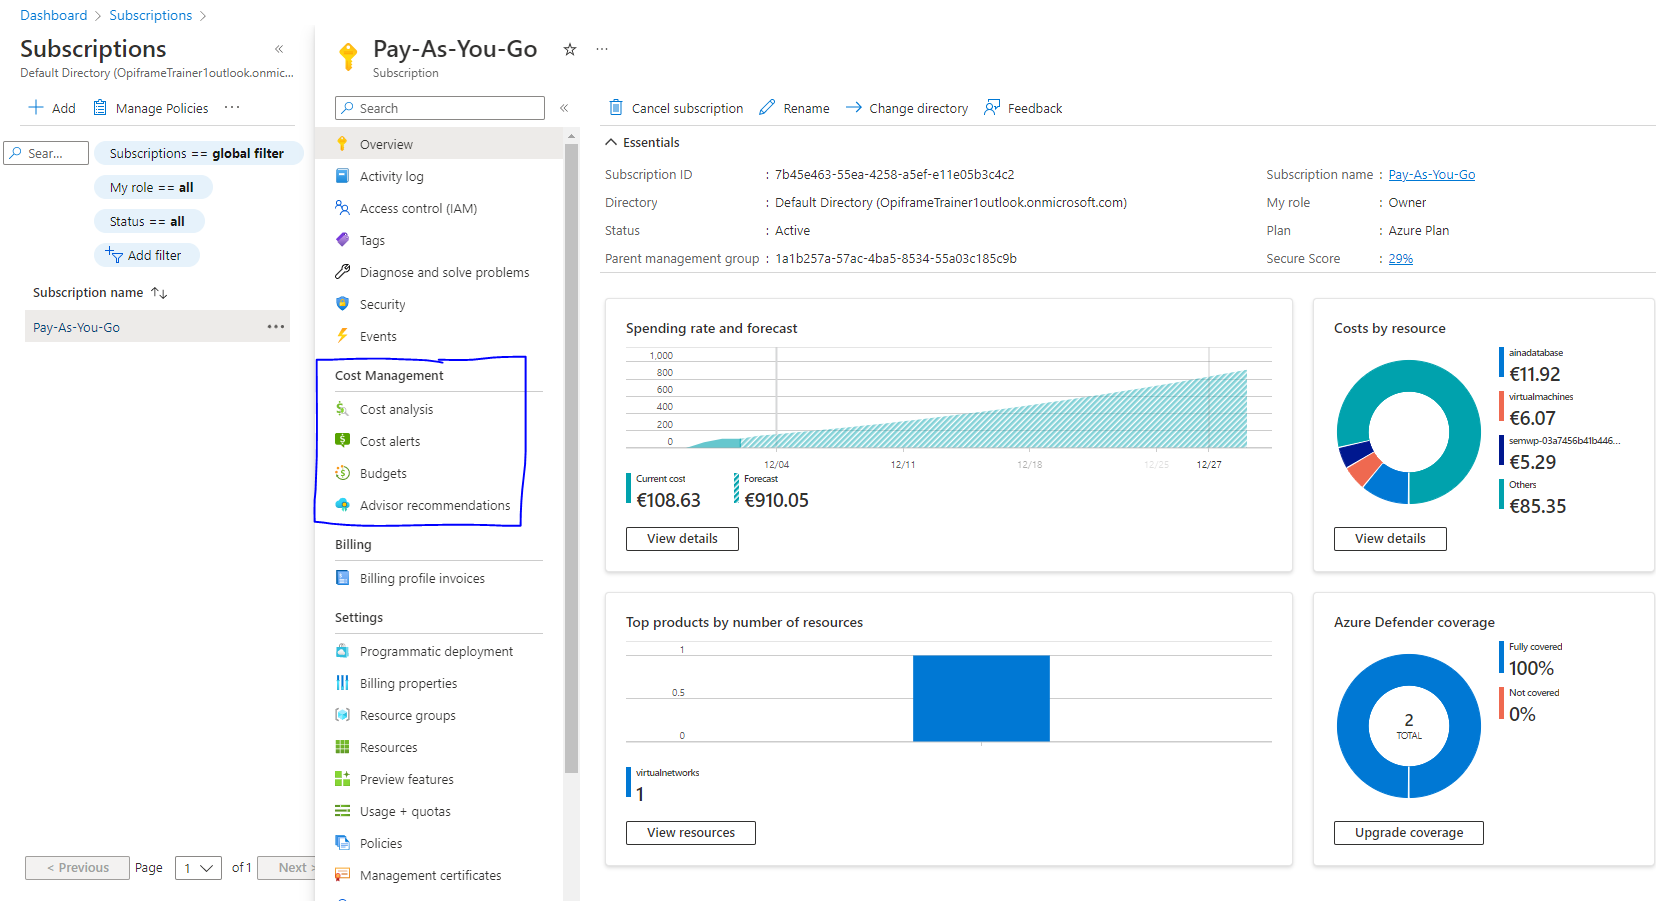 Dashboard > Subscriptions >
Subscriptions «
Default Directory (OpiframeTrainer1outlook.onmic...
Add Manage Policies ...
Sear... Subscriptions == global filter
My role == all
Status == all
Add filter
Subscription name ↑↓
Pay-As-You-Go ...
< Previous Page 1 of 1 Next >
Pay-As-You-Go ...
Subscription
Search «
Overview
Activity log
Access control (IAM)
Tags
Diagnose and solve problems
Security
Events
Cost Management
Cost analysis
Cost alerts
Budgets
Advisor recommendations
Billing
Billing profile invoices
Settings
Programmatic deployment
Billing properties
Resource groups
Resources
Preview features
Usage + quotas
Policies
Management certificates
Cancel subscription Rename Change directory Feedback
Essentials
Subscription ID : 7b45e463-55ea-4258-a5ef-e11e05b3c4c2
Directory : Default Directory (OpiframeTrainer1outlook.onmicrosoft.com)
Status : Active
Parent management group : 1a1b257a-57ac-4ba5-8534-55a03c185c9b
Subscription name : Pay-As-You-Go
My role : Owner
Plan : Azure Plan
Secure Score : 29%
Spending rate and forecast
1,000
800
600
400
200
0
12/04 12/11 12/18 12/25 12/27
Current cost
€108.63
Forecast
€910.05
View details
Costs by resource
ainadatabase
€11.92
virtualmachines
€6.07
semwp-03a7456b41b446...
€5.29
Others
€85.35
View details
Top products by number of resources
1
0.5
0
virtualnetworks
1
View resources
Azure Defender coverage
2
TOTAL
Fully covered
100%
Not covered
0%
Upgrade coverage